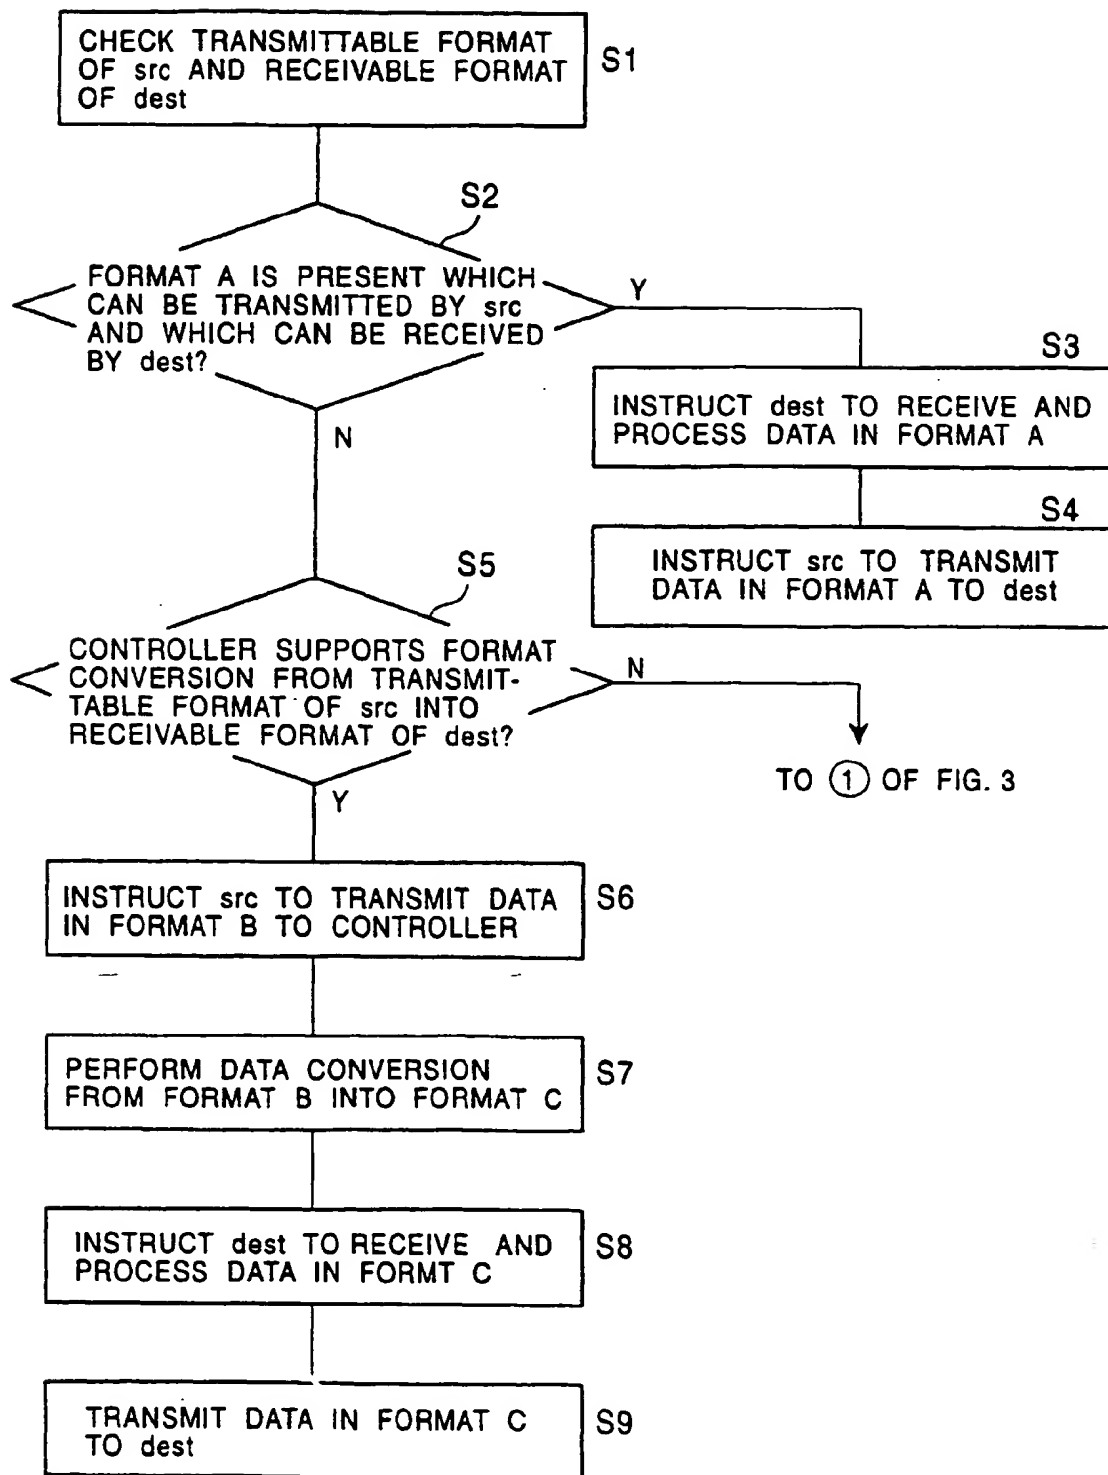 CHECK TRANSMITTABLE FORMAT
OF src AND RECEIVABLE FORMAT
OF dest
S1
S2
FORMAT A IS PRESENT WHICH
CAN BE TRANSMITTED BY src
AND WHICH CAN BE RECEIVED
BY dest?
Y
N
S3
INSTRUCT dest TO RECEIVE AND
PROCESS DATA IN FORMAT A
S4
INSTRUCT src TO TRANSMIT
DATA IN FORMAT A TO dest
S5
CONTROLLER SUPPORTS FORMAT
CONVERSION FROM TRANSMIT-
TABLE FORMAT OF src INTO
RECEIVABLE FORMAT OF dest?
N
TO 1 OF FIG. 3
Y
INSTRUCT src TO TRANSMIT DATA
IN FORMAT B TO CONTROLLER
S6
PERFORM DATA CONVERSION
FROM FORMAT B INTO FORMAT C
S7
INSTRUCT dest TO RECEIVE AND
PROCESS DATA IN FORMT C
S8
TRANSMIT DATA IN FORMAT C
TO dest
S9